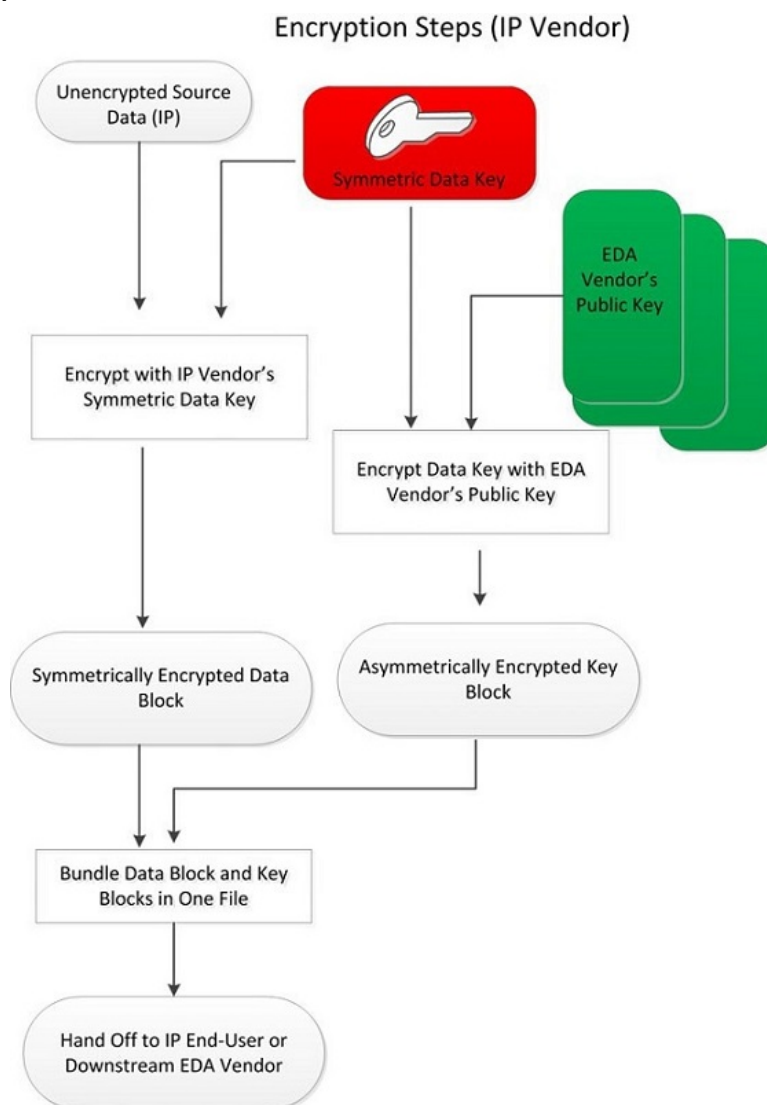 Encryption Steps (IP Vendor)
Unencrypted Source
Data (IP)
Symmetric Data Key
EDA
Vendor's
Public Key
Encrypt with IP Vendor's
Symmetric Data Key
Encrypt Data Key with EDA
Vendor's Public Key
Symmetrically Encrypted Data
Block
Asymmetrically Encrypted Key
Block
Bundle Data Block and Key
Blocks in One File
Hand Off to IP End-User or
Downstream EDA Vendor